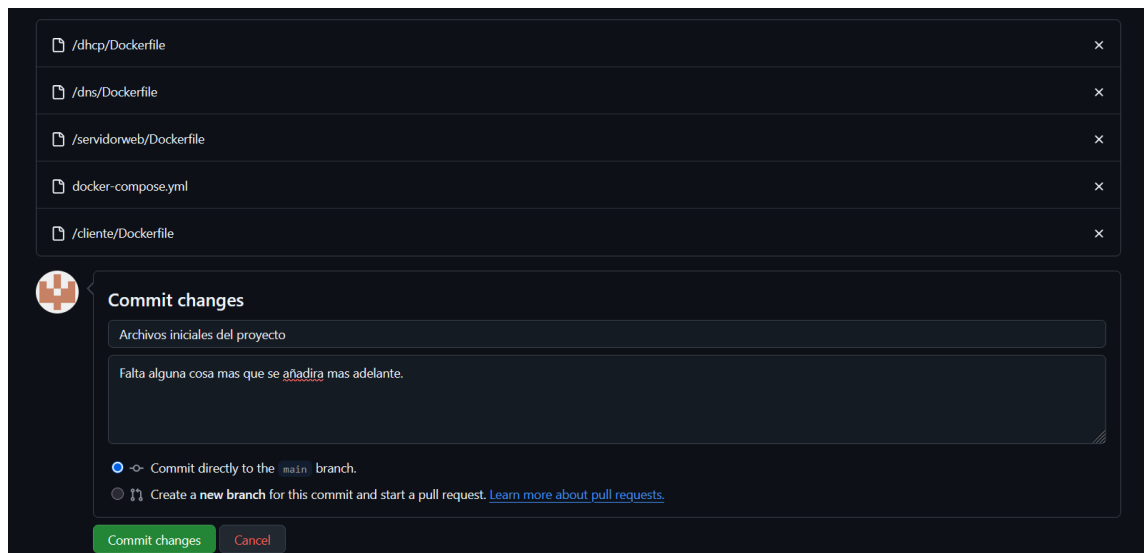 /dhcp/Dockerfile
/dns/Dockerfile
/servidorweb/Dockerfile
docker-compose.yml
/cliente/Dockerfile
Commit changes
Archivos iniciales del proyecto
Falta alguna cosa mas que se añadira mas adelante.
Commit directly to the main branch.
Create a new branch for this commit and start a pull request. Learn more about pull requests.
Commit changes Cancel